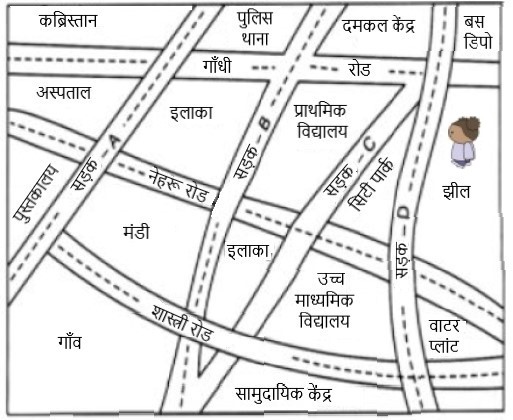 कब्रिस्तान
पुलिस
थाना
दमकल केंद्र
बस
डिपो
गाँधी रोड
अस्पताल
इलाका
प्राथमिक
विद्यालय
सड़क - A
सड़क B
सड़क - C
सिटी पार्क
झील
पुस्तकालय
नेहरू रोड
मंडी
इलाका
सड़क - D
उच्च
माध्यमिक
विद्यालय
शास्त्री रोड
गाँव
वाटर
प्लांट
सामुदायिक केंद्र